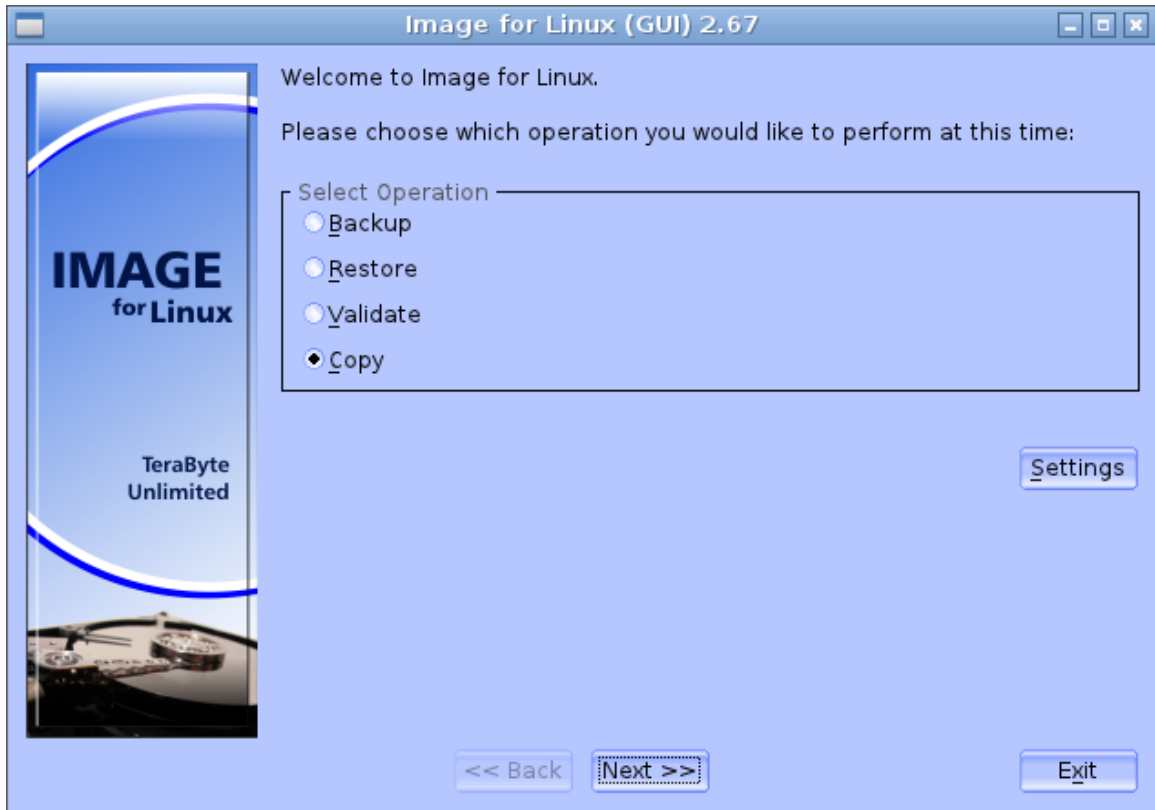 Image for Linux (GUI) 2.67
Welcome to Image for Linux.
Please choose which operation you would like to perform at this time:
Select Operation
Backup
Restore
Validate
Copy
IMAGE
for Linux
TeraByte
Unlimited
Settings
<< Back
Next >>
Exit